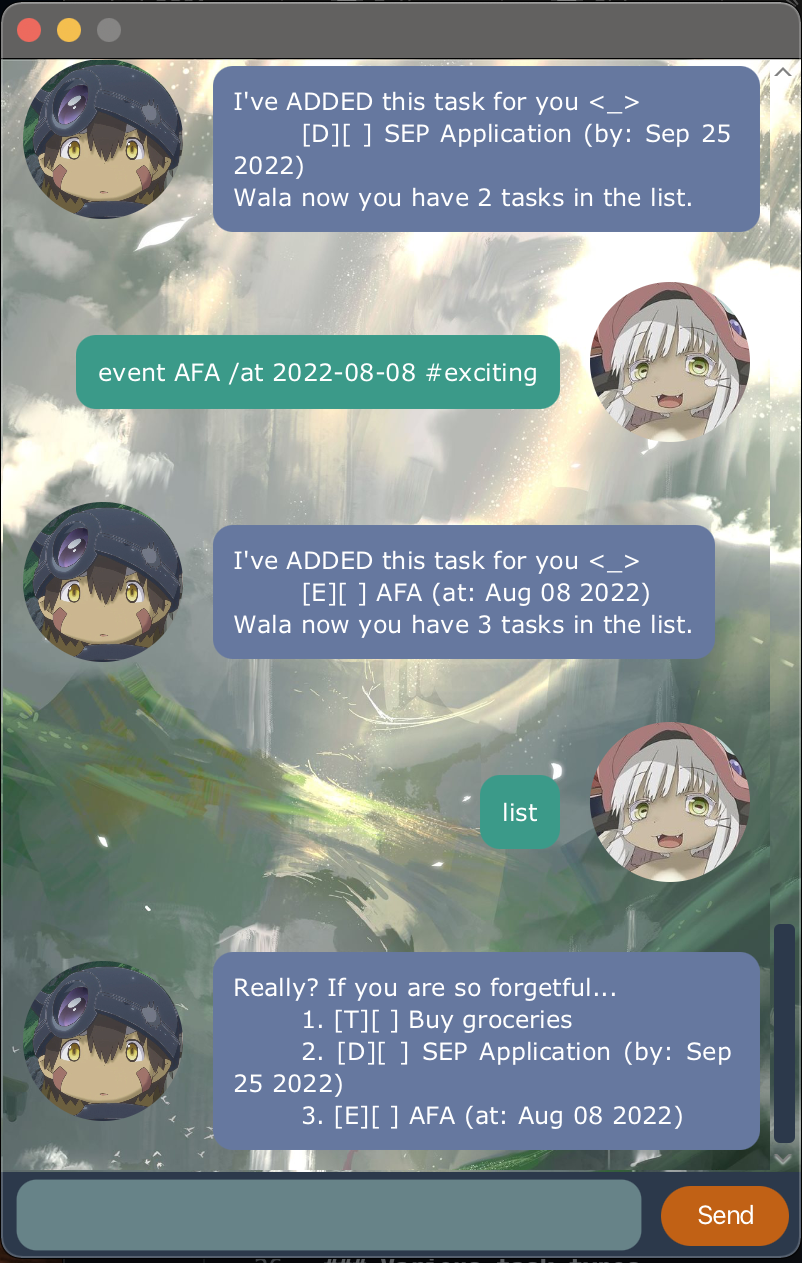 I've ADDED this task for you <_>
[D][ ] SEP Application (by: Sep 25
2022)
Wala now you have 2 tasks in the list.
event AFA /at 2022-08-08 #exciting
I've ADDED this task for you <_>
[E][ ] AFA (at: Aug 08 2022)
Wala now you have 3 tasks in the list.
list
Really? If you are so forgetful...
1. [T][ ] Buy groceries
2. [D][ ] SEP Application (by: Sep
25 2022)
3. [E][ ] AFA (at: Aug 08 2022)
Send